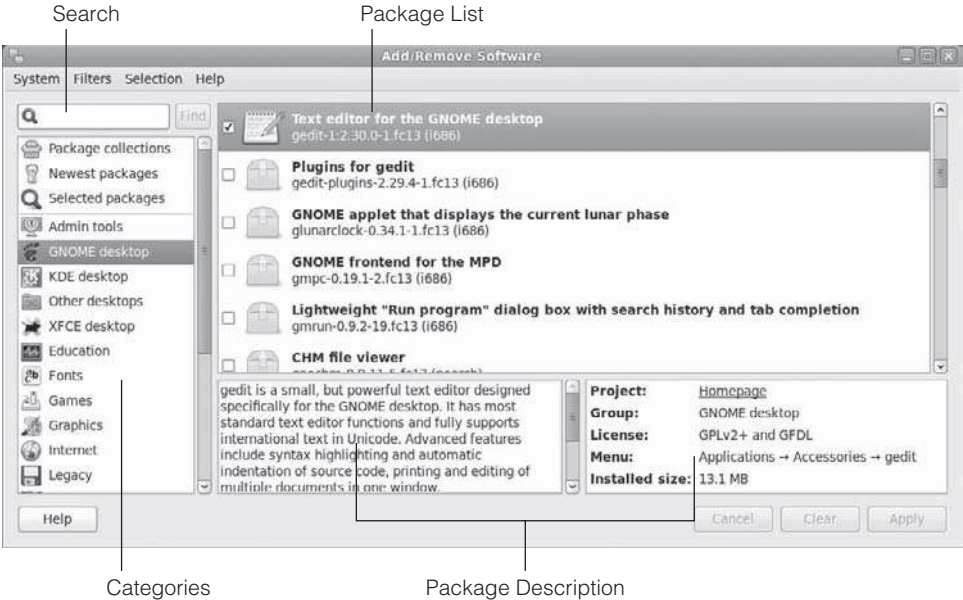 Search
Package List
Add/Remove Software
System Filters Selection Help
Find
Package collections
Newest packages
Selected packages
Admin tools
GNOME desktop
KDE desktop
Other desktops
XFCE desktop
Education
Fonts
Games
Graphics
Internet
Legacy
Text editor for the GNOME desktop
gedit-1:2.30.0-1.fc13 (i686)
Plugins for gedit
gedit-plugins-2.29.4-1.fc13 (i686)
GNOME applet that displays the current lunar phase
glunarclock-0.34.1-1.fc13 (i686)
GNOME frontend for the MPD
gmpc-0.19.1-2.fc13 (i686)
Lightweight "Run program" dialog box with search history and tab completion
gmrun-0.9.2-19.fc13 (i686)
CHM file viewer
gedit is a small, but powerful text editor designed
specifically for the GNOME desktop. It has most
standard text editor functions and fully supports
international text in Unicode. Advanced features
include syntax highlighting and automatic
indentation of source code, printing and editing of
multiple documents in one window.
Project: Homepage
Group: GNOME desktop
License: GPLv2+ and GFDL
Menu: Applications → Accessories → gedit
Installed size: 13.1 MB
Help
Cancel
Clear
Apply
Categories
Package Description